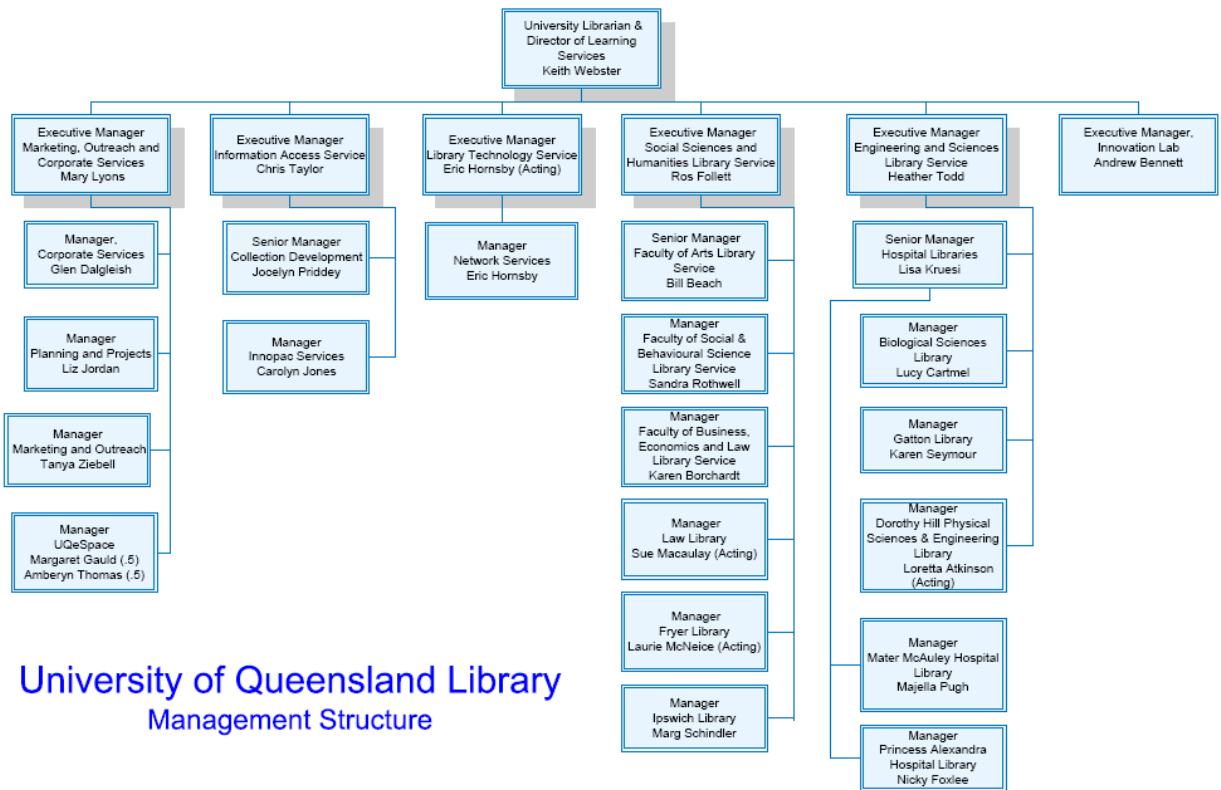 University Librarian &
Director of Learning
Services
Keith Webster
Executive Manager
Marketing, Outreach and
Corporate Services
Mary Lyons
Executive Manager
Information Access Service
Chris Taylor
Executive Manager
Library Technology Service
Eric Hornsby (Acting)
Executive Manager
Social Sciences and
Humanities Library Service
Ros Follett
Executive Manager
Engineering and Sciences
Library Service
Heather Todd
Executive Manager,
Innovation Lab
Andrew Bennett
Manager,
Corporate Services
Glen Dalgleish
Manager
Planning and Projects
Liz Jordan
Manager
Marketing and Outreach
Tanya Ziebell
Manager
UQeSpace
Margaret Gauld (.5)
Amberyn Thomas (.5)
Senior Manager
Collection Development
Jocelyn Priddey
Manager
Innopac Services
Carolyn Jones
Manager
Network Services
Eric Hornsby
Senior Manager
Faculty of Arts Library
Service
Bill Beach
Manager
Faculty of Social &
Behavioural Science
Library Service
Sandra Rothwell
Manager
Faculty of Business,
Economics and Law
Library Service
Karen Borchardt
Manager
Law Library
Sue Macaulay (Acting)
Manager
Fryer Library
Laurie McNeice (Acting)
Manager
Ipswich Library
Marg Schindler
Senior Manager
Hospital Libraries
Lisa Kruesi
Manager
Biological Sciences
Library
Lucy Cartmel
Manager
Gatton Library
Karen Seymour
Manager
Dorothy Hill Physical
Sciences & Engineering
Library
Loretta Atkinson
(Acting)
Manager
Mater McAuley Hospital
Library
Majella Pugh
Manager
Princess Alexandra
Hospital Library
Nicky Foxlee
University of Queensland Library
Management Structure